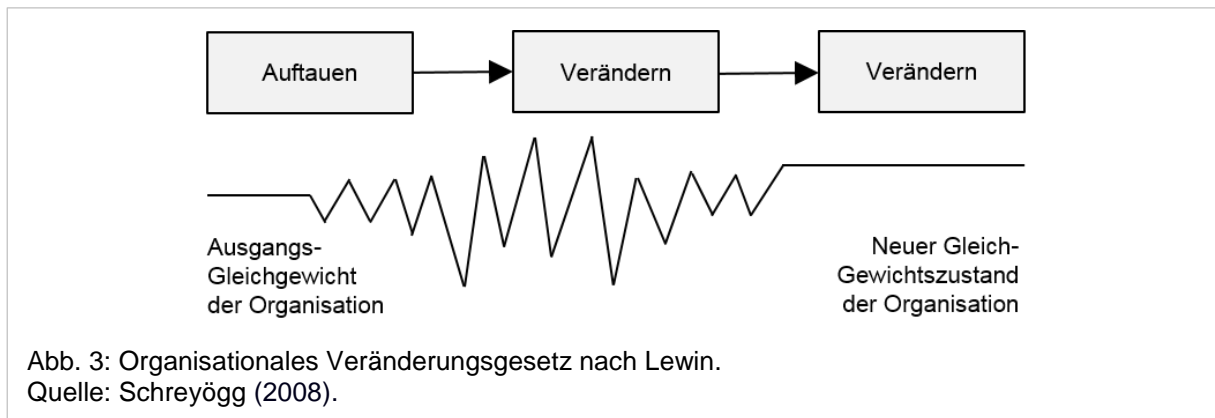 Auftauen
Verändern
Verändern
Ausgangs-
Gleichgewicht
der Organisation
Neuer Gleich-
Gewichtszustand
der Organisation
Abb. 3: Organisationales Veränderungsgesetz nach Lewin.
Quelle: Schreyögg (2008).